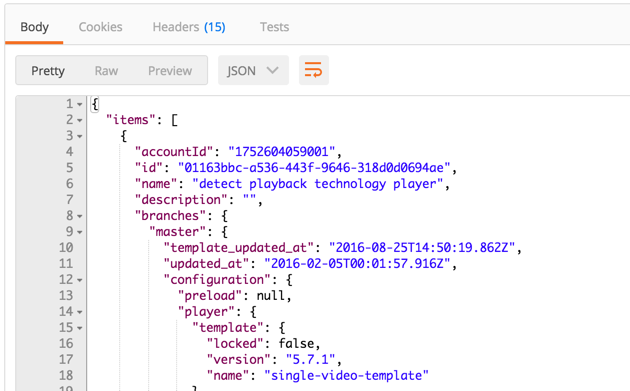 Body Cookies Headers (15) Tests
Pretty Raw Preview JSON
1 {
2 "items": [
3 {
4 "accountId": "1752604059001",
5 "id": "01163bbc-a536-443f-9646-318d0d0694ae",
6 "name": "detect playback technology player",
7 "description": "",
8 "branches": {
9 "master": {
10 "template_updated_at": "2016-08-25T14:50:19.862Z",
11 "updated_at": "2016-02-05T00:01:57.916Z",
12 "configuration": {
13 "preload": null,
14 "player": {
15 "template": {
16 "locked": false,
17 "version": "5.7.1",
18 "name": "single-video-template"
19 }